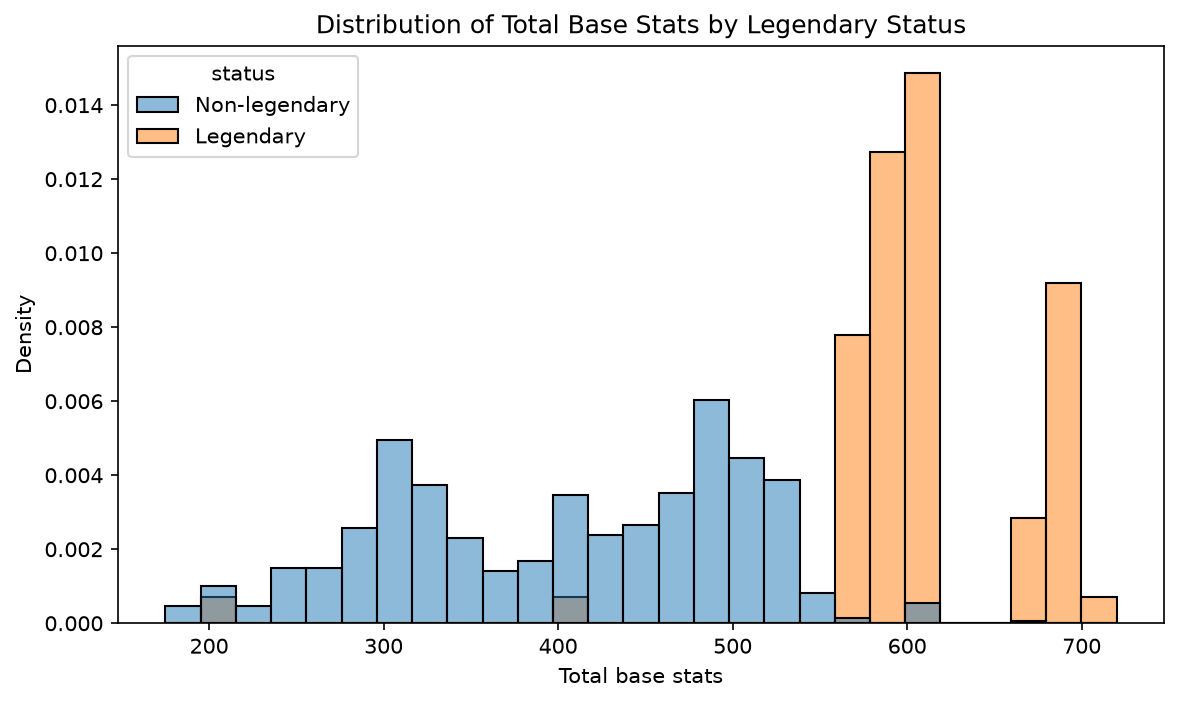 Distribution of Total Base Stats by Legendary Status
status
Non-legendary
Legendary
0.014
0.012
0.010
0.008
0.006
0.004
0.002
0.000
Density
200 300 400 500 600 700
Total base stats